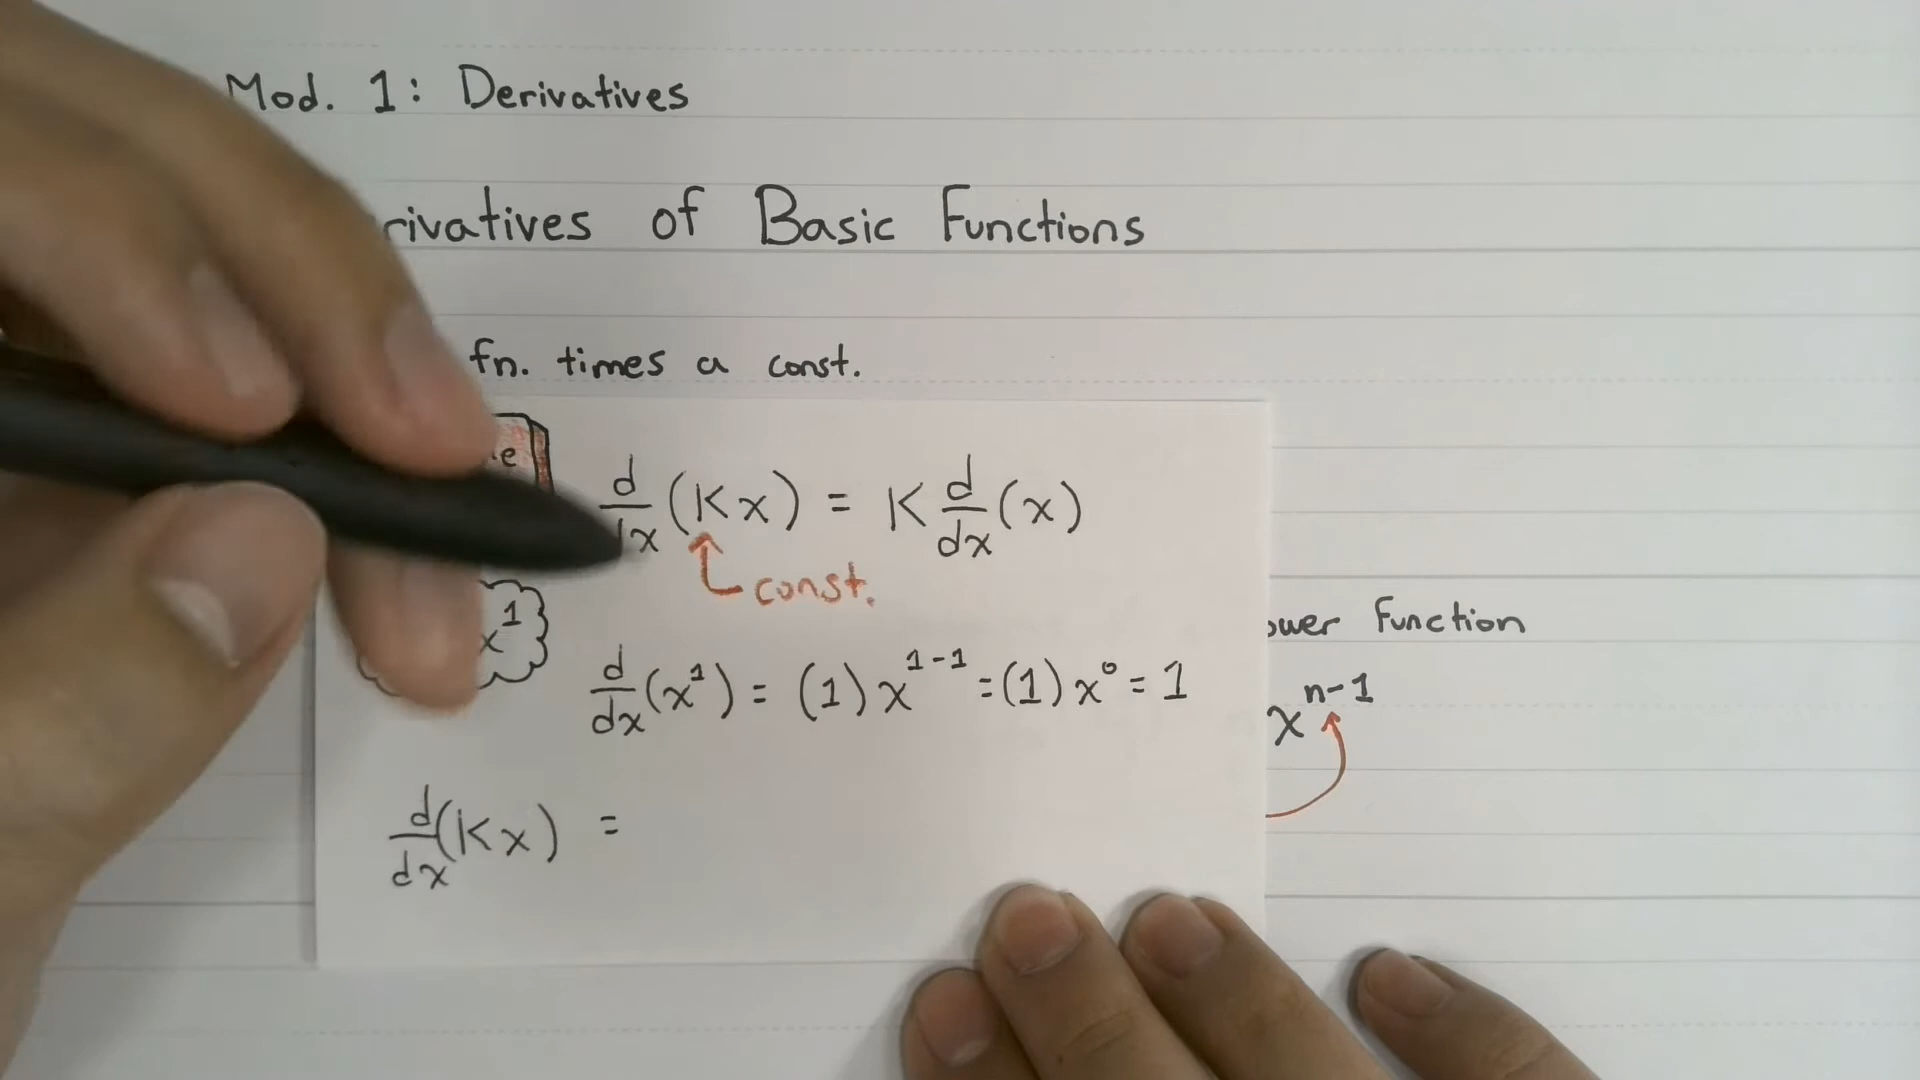 Mod. 1: Derivatives
rivatives of Basic Functions
fn. times a const.
e
d/dx (Kx) = K d/dx (x)
const.
x^1
ower Function
d/dx (x^1) = (1) x^{1-1} = (1) x^0 = 1
x^{n-1}
d/dx (Kx) =